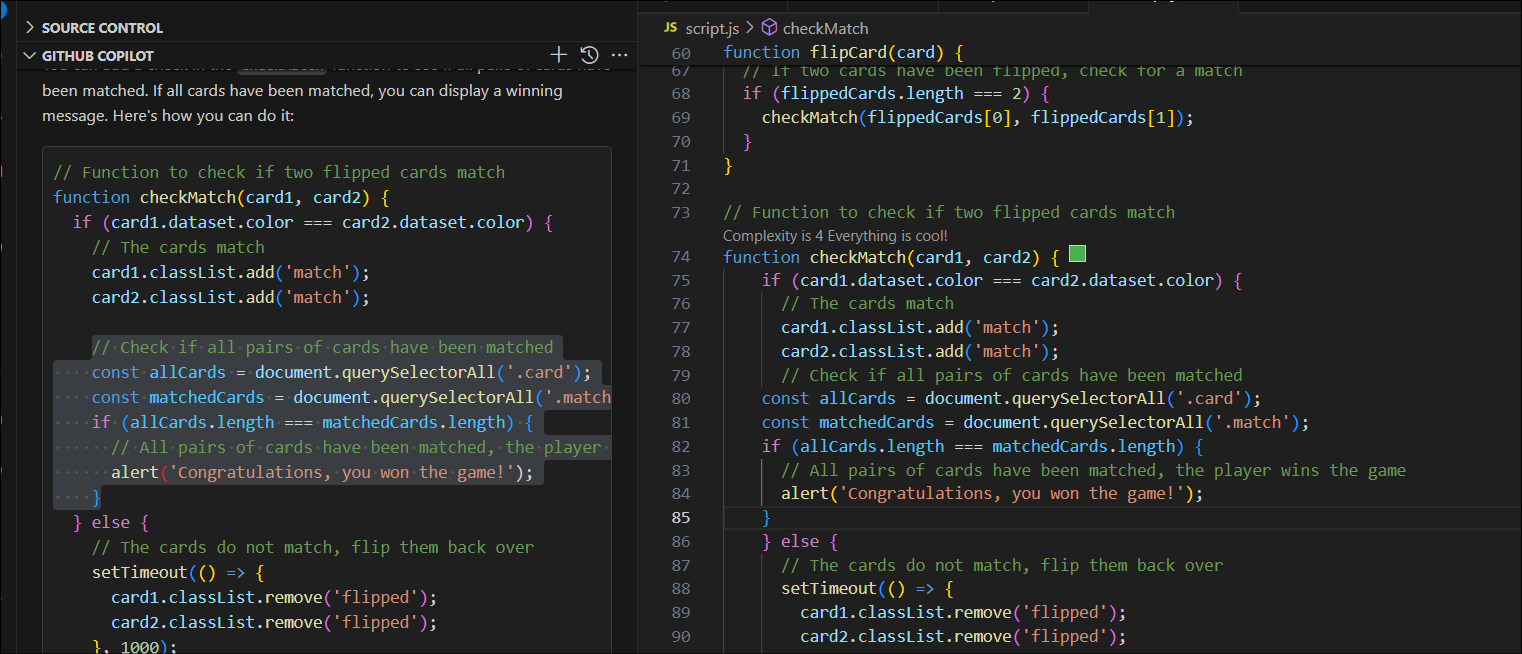 SOURCE CONTROL
GITHUB COPILOT
been matched. If all cards have been matched, you can display a winning
message. Here's how you can do it:
// Function to check if two flipped cards match
function checkMatch(card1, card2) {
if (card1.dataset.color === card2.dataset.color) {
// The cards match
card1.classList.add('match');
card2.classList.add('match');
// Check if all pairs of cards have been matched
const allCards = document.querySelectorAll('.card');
const matchedCards = document.querySelectorAll('.match
if (allCards.length === matchedCards.length) {
// All pairs of cards have been matched, the player
alert('Congratulations, you won the game!');
}
} else {
// The cards do not match, flip them back over
setTimeout(() => {
card1.classList.remove('flipped');
card2.classList.remove('flipped');
}, 1000);
JS script.js > checkMatch
60 function flipCard(card) {
67 // If two cards have been flipped, check for a match
68 if (flippedCards.length === 2) {
69 checkMatch(flippedCards[0], flippedCards[1]);
70 }
71 }
72
73 // Function to check if two flipped cards match
Complexity is 4 Everything is cool!
74 function checkMatch(card1, card2) {
75 if (card1.dataset.color === card2.dataset.color) {
76 // The cards match
77 card1.classList.add('match');
78 card2.classList.add('match');
79 // Check if all pairs of cards have been matched
80 const allCards = document.querySelectorAll('.card');
81 const matchedCards = document.querySelectorAll('.match');
82 if (allCards.length === matchedCards.length) {
83 // All pairs of cards have been matched, the player wins the game
84 alert('Congratulations, you won the game!');
85 }
86 } else {
87 // The cards do not match, flip them back over
88 setTimeout(() => {
89 card1.classList.remove('flipped');
90 card2.classList.remove('flipped');